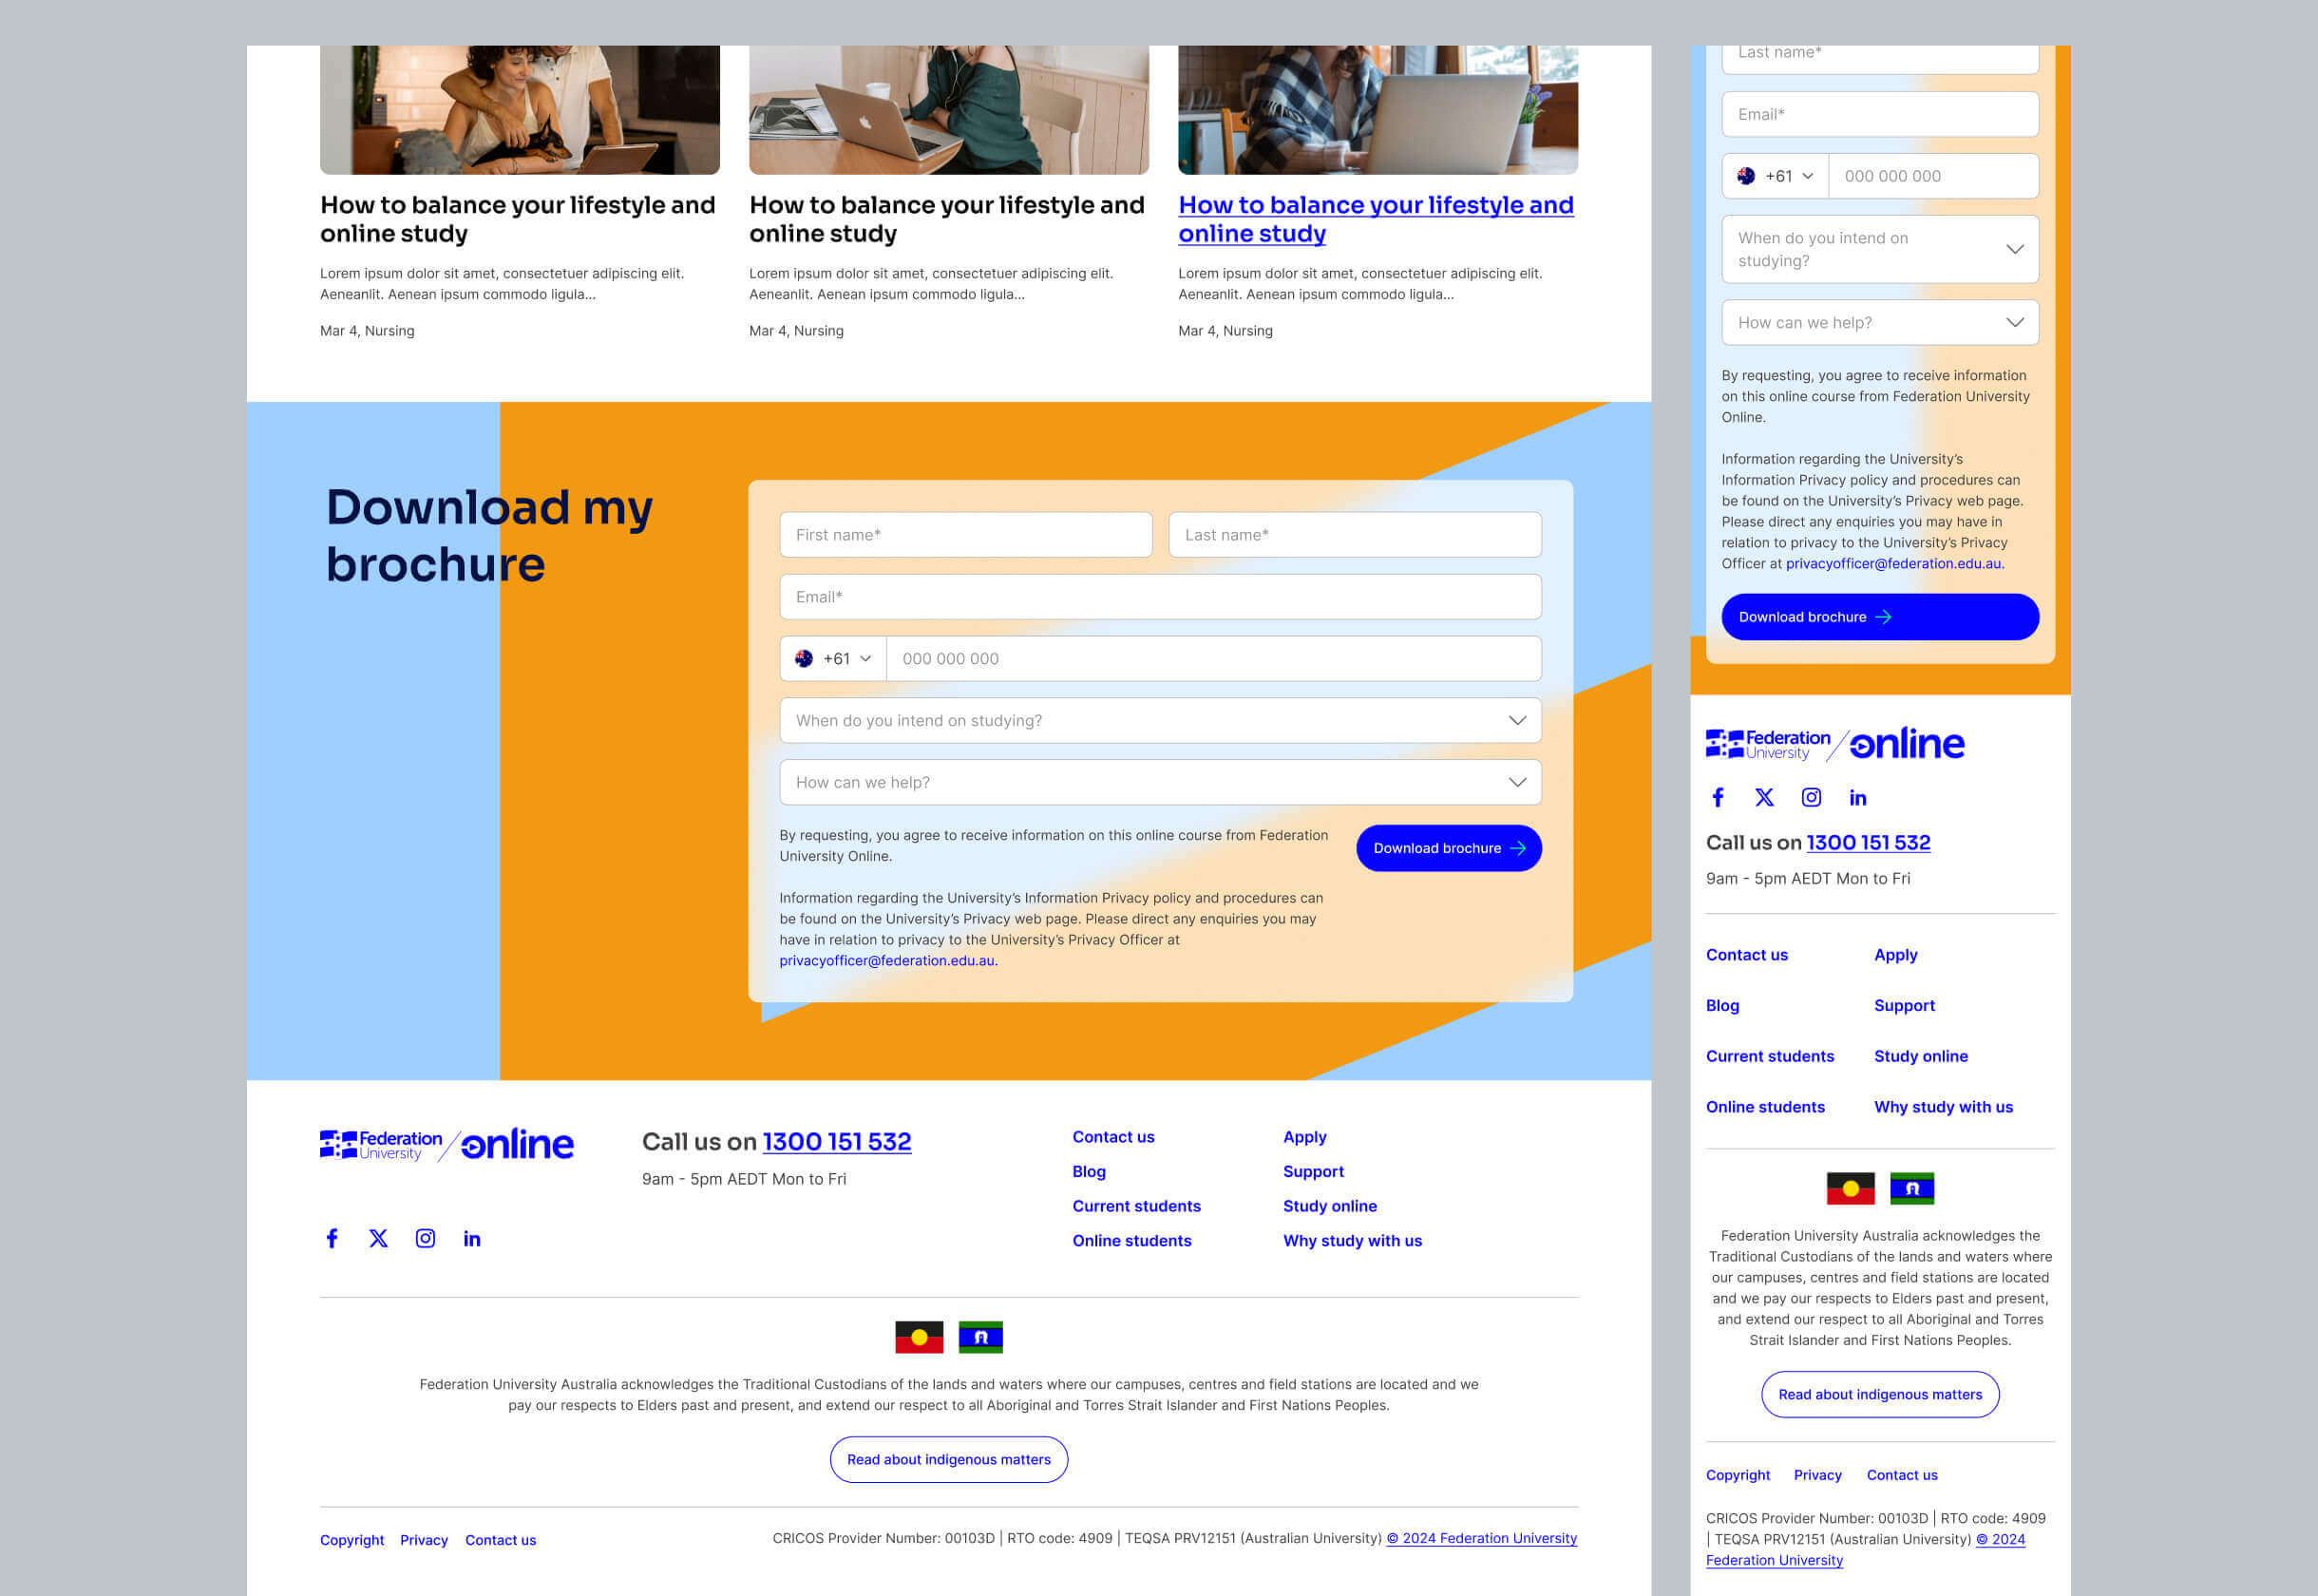 How to balance your lifestyle and
online study
Lorem ipsum dolor sit amet, consectetuer adipiscing elit.
Aeneanlit. Aenean ipsum commodo ligula...
Mar 4, Nursing
How to balance your lifestyle and
online study
Lorem ipsum dolor sit amet, consectetuer adipiscing elit.
Aeneanlit. Aenean ipsum commodo ligula...
Mar 4, Nursing
How to balance your lifestyle and
online study
Lorem ipsum dolor sit amet, consectetuer adipiscing elit.
Aeneanlit. Aenean ipsum commodo ligula...
Mar 4, Nursing
Download my
brochure
First name*
Last name*
Email*
+61
000 000 000
When do you intend on studying?
How can we help?
By requesting, you agree to receive information on this online course from Federation
University Online.
Information regarding the University's Information Privacy policy and procedures can
be found on the University's Privacy web page. Please direct any enquiries you may
have in relation to privacy to the University's Privacy Officer at
privacyofficer@federation.edu.au.
Download brochure
Federation
University
online
Call us on 1300 151 532
9am - 5pm AEDT Mon to Fri
Contact us
Blog
Current students
Online students
Apply
Support
Study online
Why study with us
Federation University Australia acknowledges the Traditional Custodians of the lands and waters where our campuses, centres and field stations are located and we
pay our respects to Elders past and present, and extend our respect to all Aboriginal and Torres Strait Islander and First Nations Peoples.
Read about indigenous matters
Copyright
Privacy
Contact us
CRICOS Provider Number: 00103D | RTO code: 4909 | TEQSA PRV12151 (Australian University) © 2024 Federation University
Last name*
Email*
+61
000 000 000
When do you intend on
studying?
How can we help?
By requesting, you agree to receive information
on this online course from Federation University
Online.
Information regarding the University's
Information Privacy policy and procedures can
be found on the University's Privacy web page.
Please direct any enquiries you may have in
relation to privacy to the University's Privacy
Officer at privacyofficer@federation.edu.au.
Download brochure
Federation
University
online
Call us on 1300 151 532
9am - 5pm AEDT Mon to Fri
Contact us
Apply
Blog
Support
Current students
Study online
Online students
Why study with us
Federation University Australia acknowledges the
Traditional Custodians of the lands and waters where
our campuses, centres and field stations are located
and we pay our respects to Elders past and present,
and extend our respect to all Aboriginal and Torres
Strait Islander and First Nations Peoples.
Read about indigenous matters
Copyright
Privacy
Contact us
CRICOS Provider Number: 00103D | RTO code: 4909
| TEQSA PRV12151 (Australian University) © 2024
Federation University